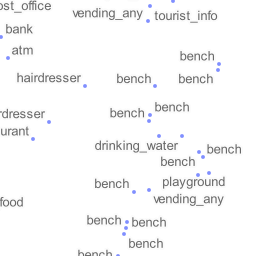 ost_office
vending_any
tourist_info
bank
atm
bench
hairdresser
bench
bench
rdresser
bench
bench
urant
drinking_water
bench
bench
bench
playground
vending_any
food
bench
bench
bench
bench